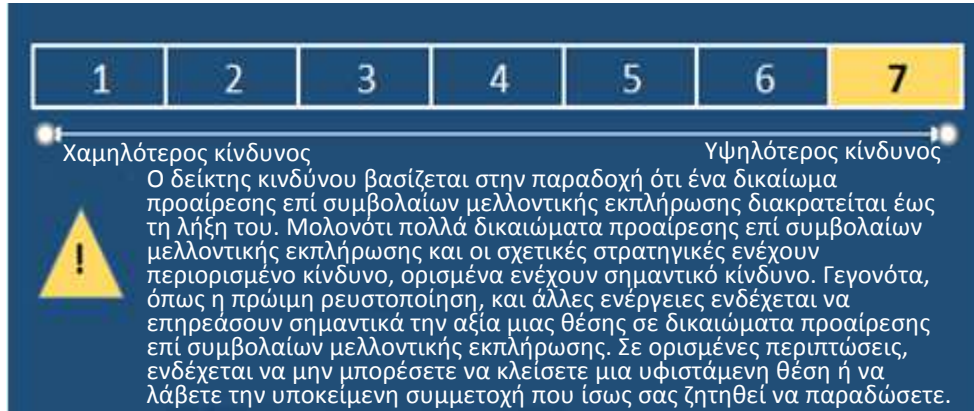 1 2 3 4 5 6 7
Χαμηλότερος κίνδυνος Υψηλότερος κίνδυνος
Ο δείκτης κινδύνου βασίζεται στην παραδοχή ότι ένα δικαίωμα
προαίρεσης επί συμβολαίων μελλοντικής εκπλήρωσης διακρατείται έως
τη λήξη του. Μολονότι πολλά δικαιώματα προαίρεσης επί συμβολαίων
μελλοντικής εκπλήρωσης και οι σχετικές στρατηγικές ενέχουν
! περιορισμένο κίνδυνο, ορισμένα ενέχουν σημαντικό κίνδυνο. Γεγονότα,
όπως η πρώιμη ρευστοποίηση, και άλλες ενέργειες ενδέχεται να
επηρεάσουν σημαντικά την αξία μιας θέσης σε δικαιώματα προαίρεσης
επί συμβολαίων μελλοντικής εκπλήρωσης. Σε ορισμένες περιπτώσεις,
ενδέχεται να μην μπορέσετε να κλείσετε μια υφιστάμενη θέση ή να
λάβετε την υποκείμενη συμμετοχή που ίσως σας ζητηθεί να παραδώσετε.